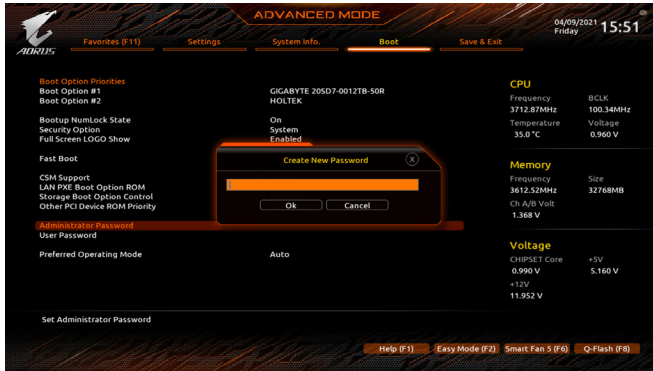 ADVANCED MODE
04/09/2021 15:51
Friday
AORUS
Favorites (F11) Settings System Info. Boot Save & Exit
Boot Option Priorities
Boot Option #1 GIGABYTE 20SD7-0012TB-50R
Boot Option #2 HOLTEK
Bootup NumLock State On
Security Option System
Full Screen LOGO Show Enabled
Fast Boot
CSM Support
LAN PXE Boot Option ROM
Storage Boot Option Control
Other PCI Device ROM Priority
Administrator Password
User Password
Preferred Operating Mode Auto
Create New Password X
Ok Cancel
CPU
Frequency BCLK
3712.87MHz 100.34MHz
Temperature Voltage
35.0 °C 0.960 V
Memory
Frequency Size
3612.52MHz 32768MB
Ch A/B Volt
1.368 V
Voltage
CHIPSET Core +5V
0.990 V 5.160 V
+12V
11.952 V
Set Administrator Password
Help (F1) Easy Mode (F2) Smart Fan 5 (F6) Q-Flash (F8)